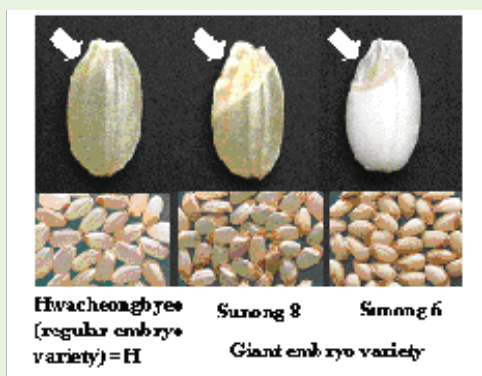 Hwacheongbyeo
(regular embryo
variety) = H
Sunong 8
Sunong 6
Giant embryo variety